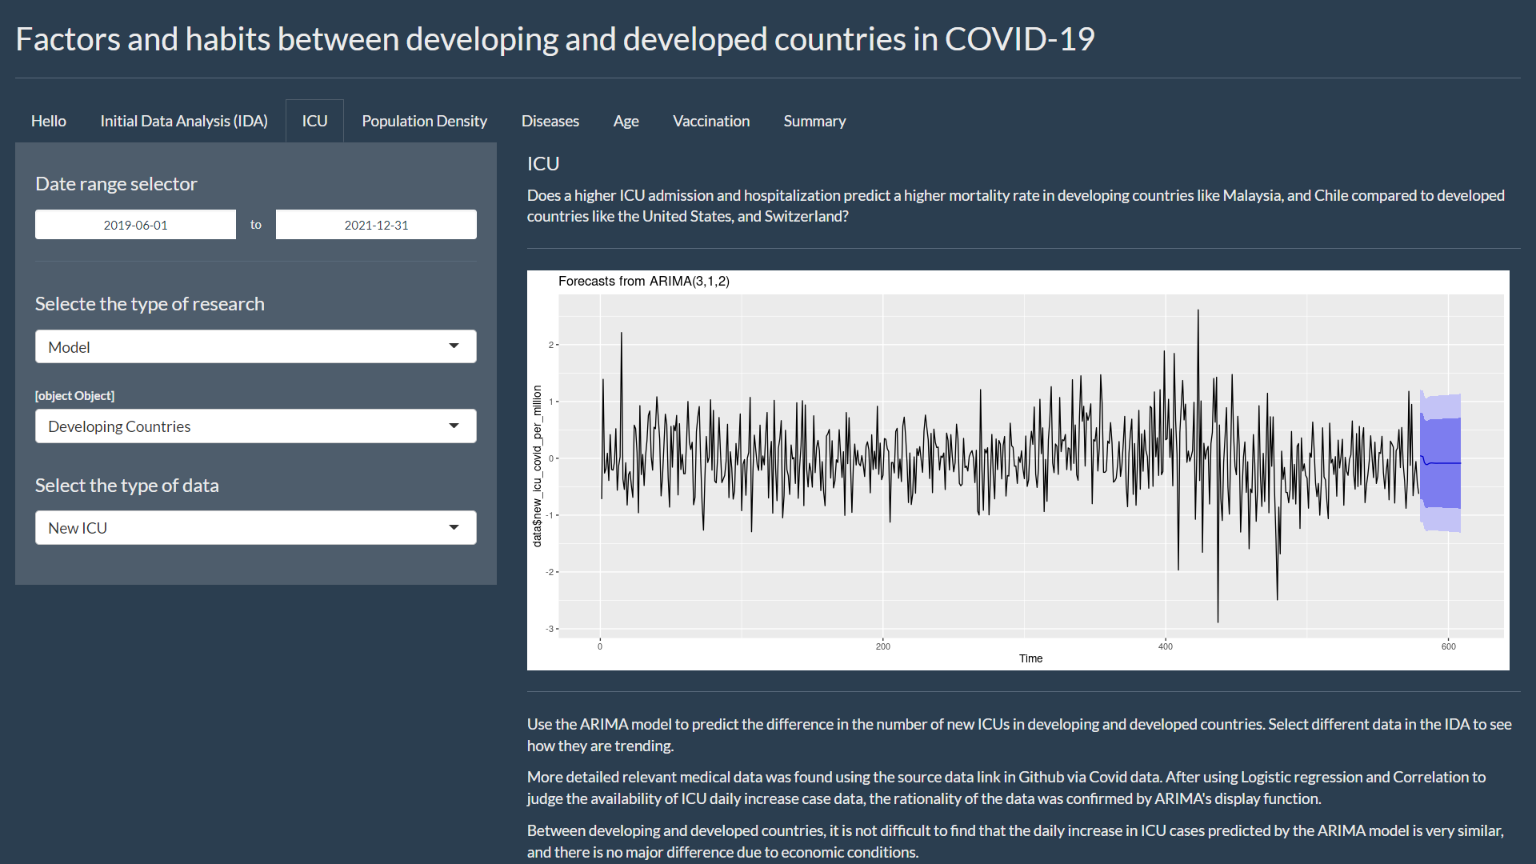 Factors and habits between developing and developed countries in COVID-19
Hello
Initial Data Analysis (IDA)
ICU
Population Density
Diseases
Age
Vaccination
Summary
Date range selector
2019-06-01
to
2021-12-31
Selecte the type of research
Model
[object Object]
Developing Countries
Select the type of data
New ICU
ICU
Does a higher ICU admission and hospitalization predict a higher mortality rate in developing countries like Malaysia, and Chile compared to developed
countries like the United States, and Switzerland?
Forecasts from ARIMA(3,1,2)
data$new_icu_covid_per_million
2
1
0
-1
-2
-3
0
200
400
600
Time
Use the ARIMA model to predict the difference in the number of new ICUs in developing and developed countries. Select different data in the IDA to see
how they are trending.
More detailed relevant medical data was found using the source data link in Github via Covid data. After using Logistic regression and Correlation to
judge the availability of ICU daily increase case data, the rationality of the data was confirmed by ARIMA's display function.
Between developing and developed countries, it is not difficult to find that the daily increase in ICU cases predicted by the ARIMA model is very similar,
and there is no major difference due to economic conditions.